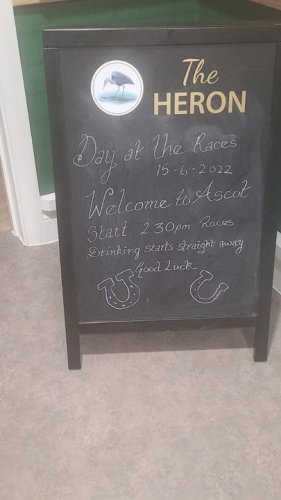 The
HERON
Day at the Races
15-6-2022
Welcome to Ascot
Start 2 30pm Races
Drinking starts straight away
Good Luck